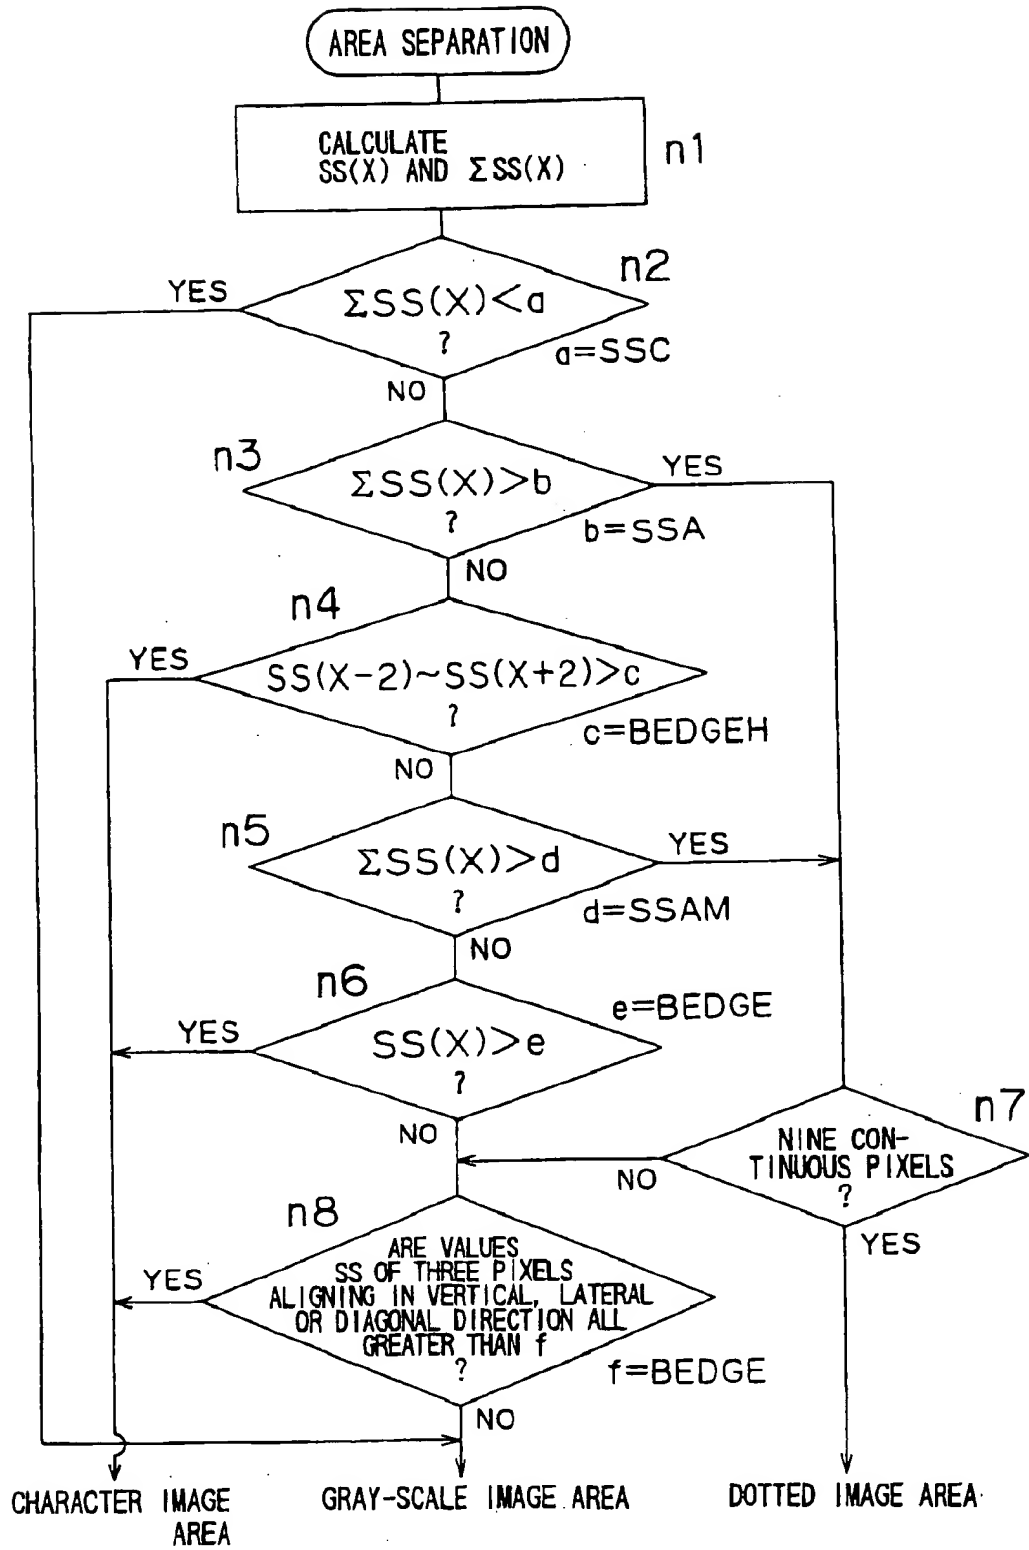 AREA SEPARATION
CALCULATE
SS(X) AND ΣSS(X)
n1
n2
YES
ΣSS(X)<a
?
a=SSC
NO
n3
YES
ΣSS(X)>b
?
b=SSA
NO
n4
YES
SS(X-2)~SS(X+2)>c
?
c=BEDGEH
NO
n5
YES
ΣSS(X)>d
?
d=SSAM
NO
n6
e=BEDGE
YES
SS(X)>e
?
NO
n7
NINE CON-
TINUOUS PIXELS
?
NO
YES
n8
YES
ARE VALUES
SS OF THREE PIXELS
ALIGNING IN VERTICAL, LATERAL
OR DIAGONAL DIRECTION ALL
GREATER THAN f
?
f=BEDGE
NO
CHARACTER IMAGE
AREA
GRAY-SCALE IMAGE AREA
DOTTED IMAGE AREA